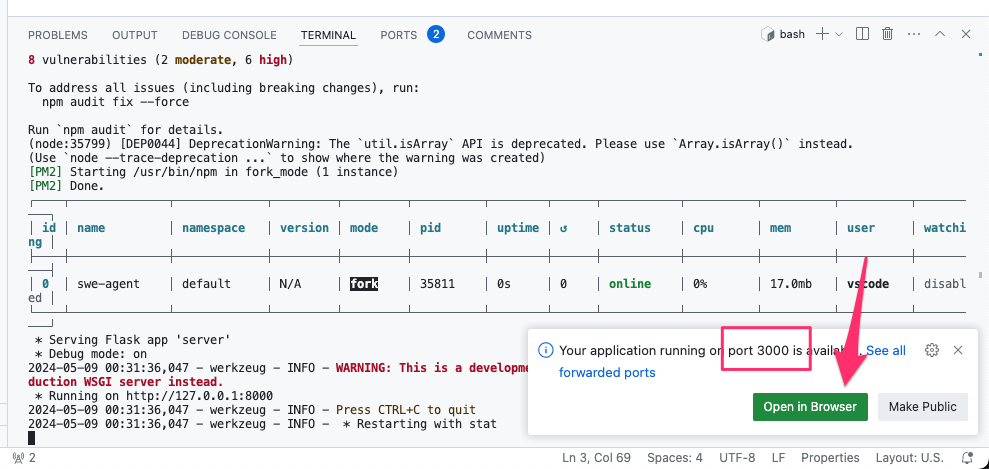 PROBLEMS OUTPUT DEBUG CONSOLE TERMINAL PORTS 2 COMMENTS bash
8 vulnerabilities (2 moderate, 6 high)
To address all issues (including breaking changes), run:
npm audit fix --force
Run `npm audit` for details.
(node:35799) [DEP0044] DeprecationWarning: The `util.isArray` API is deprecated. Please use `Array.isArray()` instead.
(Use `node --trace-deprecation ...` to show where the warning was created)
[PM2] Starting /usr/bin/npm in fork_mode (1 instance)
[PM2] Done.
│ id │ name │ namespace │ version │ mode │ pid │ uptime │ ↺ │ status │ cpu │ mem │ user │ watchi
ng │
│ 0 │ swe-agent │ default │ N/A │ fork │ 35811 │ 0s │ 0 │ online │ 0% │ 17.0mb │ vscode │ disabl
ed │
* Serving Flask app 'server'
* Debug mode: on
2024-05-09 00:31:36,047 - werkzeug - INFO - WARNING: This is a developme
duction WSGI server instead.
* Running on http://127.0.0.1:8000
2024-05-09 00:31:36,047 - werkzeug - INFO - Press CTRL+C to quit
2024-05-09 00:31:36,047 - werkzeug - INFO - * Restarting with stat
Your application running on port 3000 is See all
forwarded ports
Open in Browser Make Public
2 Ln 3, Col 69 Spaces: 4 UTF-8 LF Properties Layout: U.S.